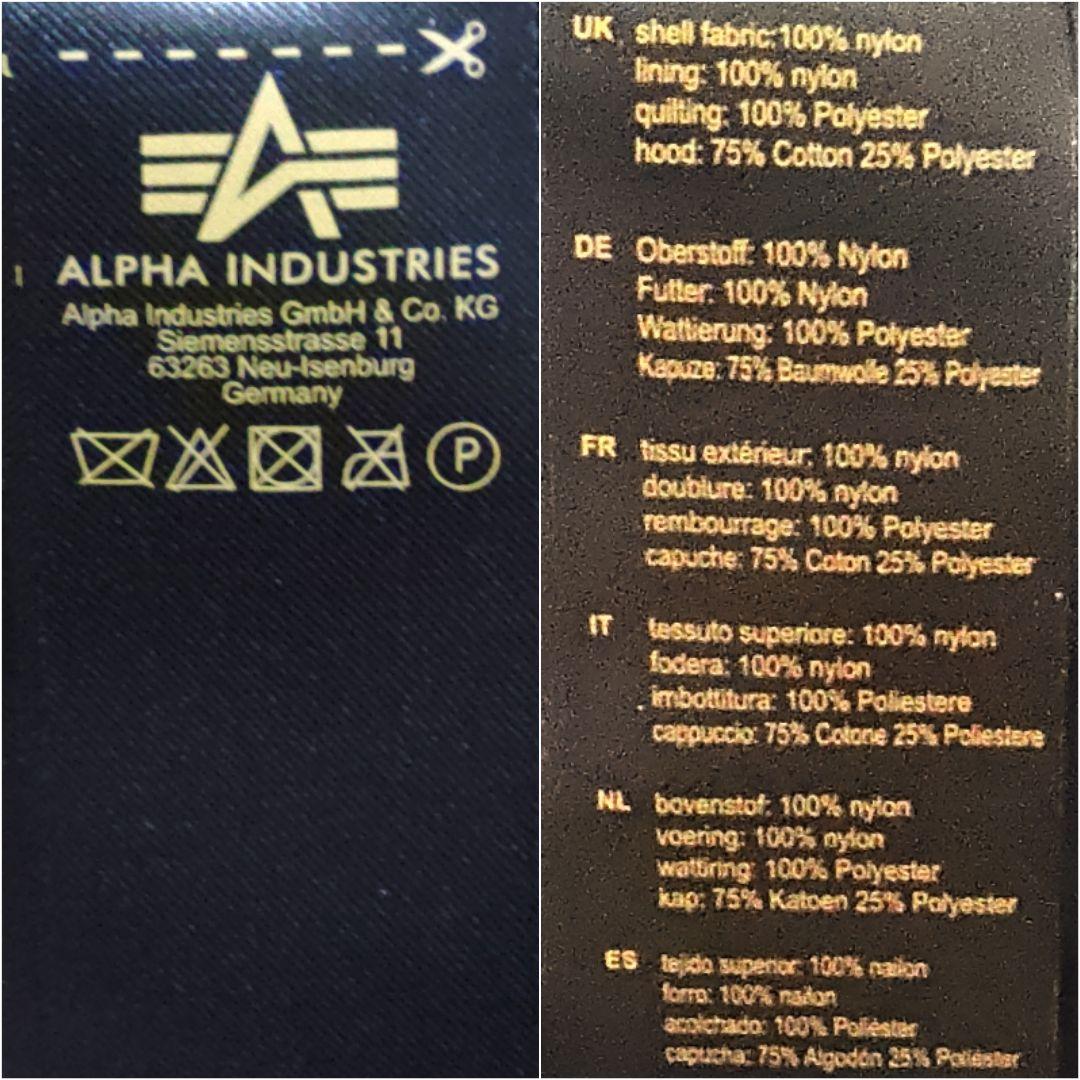 ALPHA INDUSTRIES
Alpha Industries GmbH & Co. KG
Siemensstrasse 11
63263 Neu-Isenburg
Germany
P
UK shell fabric:100% nylon
lining: 100% nylon
quilting: 100% Polyester
hood: 75% Cotton 25% Polyester
DE Oberstoff: 100% Nylon
Futter: 100% Nylon
Wattierung: 100% Polyester
Kapuze: 75% Baumwolle 25% Polyester
FR tissu extérieur: 100% nylon
doublure: 100% nylon
rembourrage: 100% Polyester
capuche: 75% Coton 25% Polyester
IT tessuto superiore: 100% nylon
fodera: 100% nylon
imbottitura: 100% Poliestere
cappuccio: 75% Cotone 25% Poliestere
NL bovenstof: 100% nylon
voering: 100% nylon
wattiring: 100% Polyester
kap: 75% Katoen 25% Polyester
ES tejido superior: 100% nailon
forro: 100% nailon
acolchado: 100% Poliéster
capucha: 75% Algodón 25% Poliéster